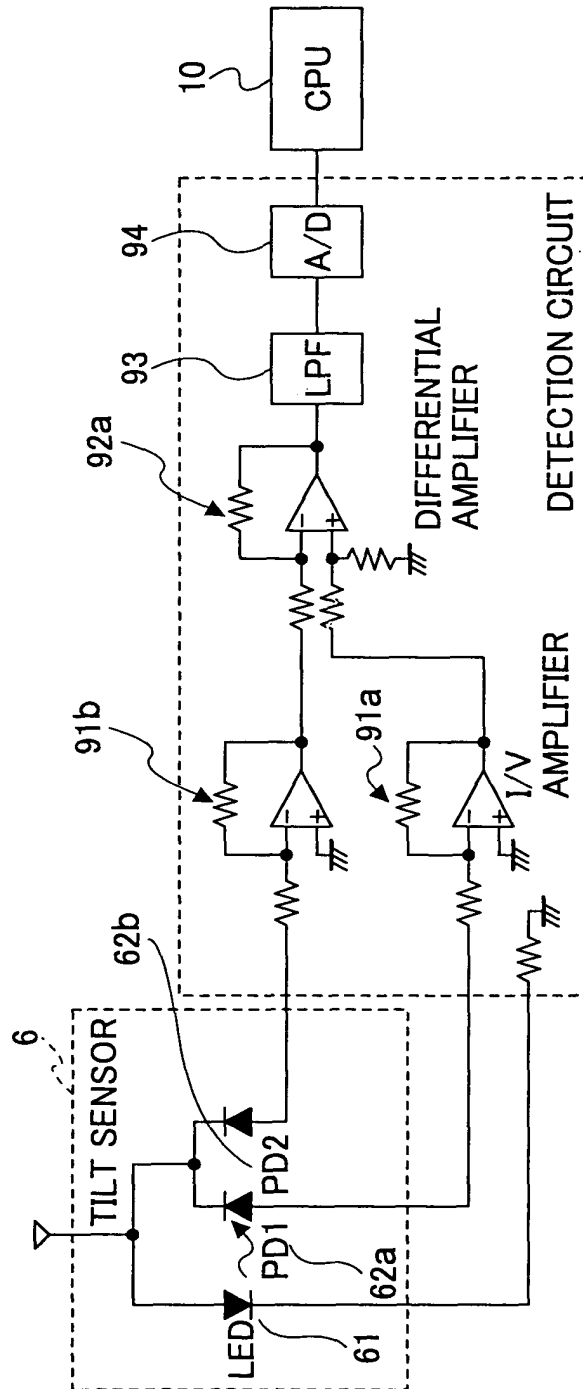 6
TILT SENSOR
LED
61
PD1
62a
PD2
62b
91b
-
+
91a
-
+
I/V
AMPLIFIER
92a
-
+
DIFFERENTIAL
AMPLIFIER
93
LPF
94
A/D
DETECTION CIRCUIT
10
CPU